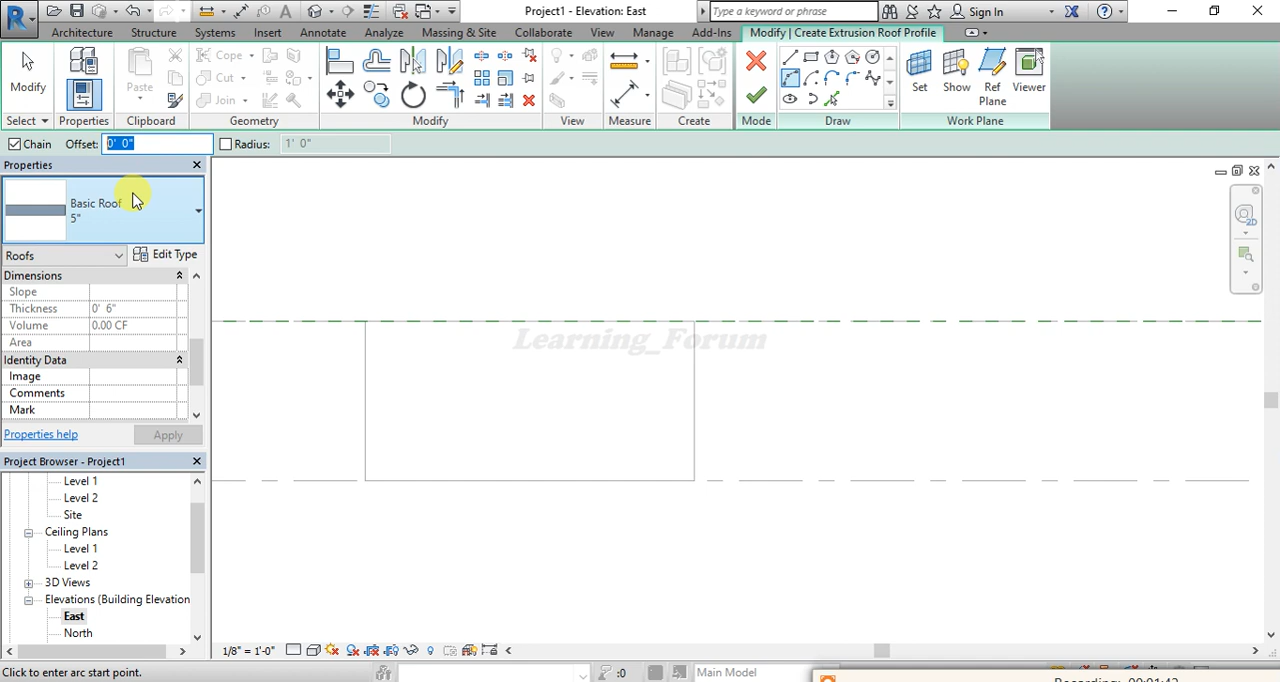 Project1 - Elevation: East
Type a keyword or phrase
Sign In
Architecture Structure Systems Insert Annotate Analyze Massing & Site Collaborate View Manage Add-Ins Modify | Create Extrusion Roof Profile
Modify Paste Cope Cut Join Set Show Ref Plane Viewer
Select Properties Clipboard Geometry Modify View Measure Create Mode Draw Work Plane
Chain Offset: 0' 0" Radius: 1' 0"
Properties
Basic Roof
5"
Roofs Edit Type
Dimensions
Slope
Thickness 0' 6"
Volume 0.00 CF
Area
Identity Data
Image
Comments
Mark
Properties help Apply
Project Browser - Project1
Level 1
Level 2
Site
Ceiling Plans
Level 1
Level 2
3D Views
Elevations (Building Elevation
East
North
Learning_Forum
1/8" = 1'-0"
Click to enter arc start point. :0 Main Model